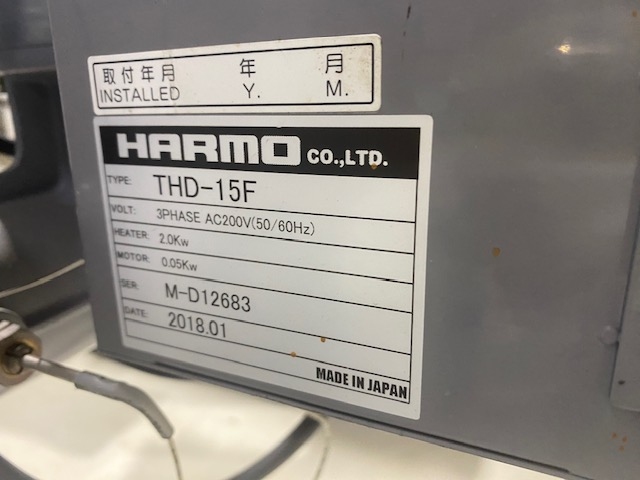 取付年月 年 月
INSTALLED Y. M.
HARMO CO.,LTD.
TYPE: THD-15F
VOLT: 3PHASE AC200V(50/60Hz)
HEATER: 2.0Kw
MOTOR: 0.05Kw
SER: M-D12683
DATE: 2018.01
MADE IN JAPAN